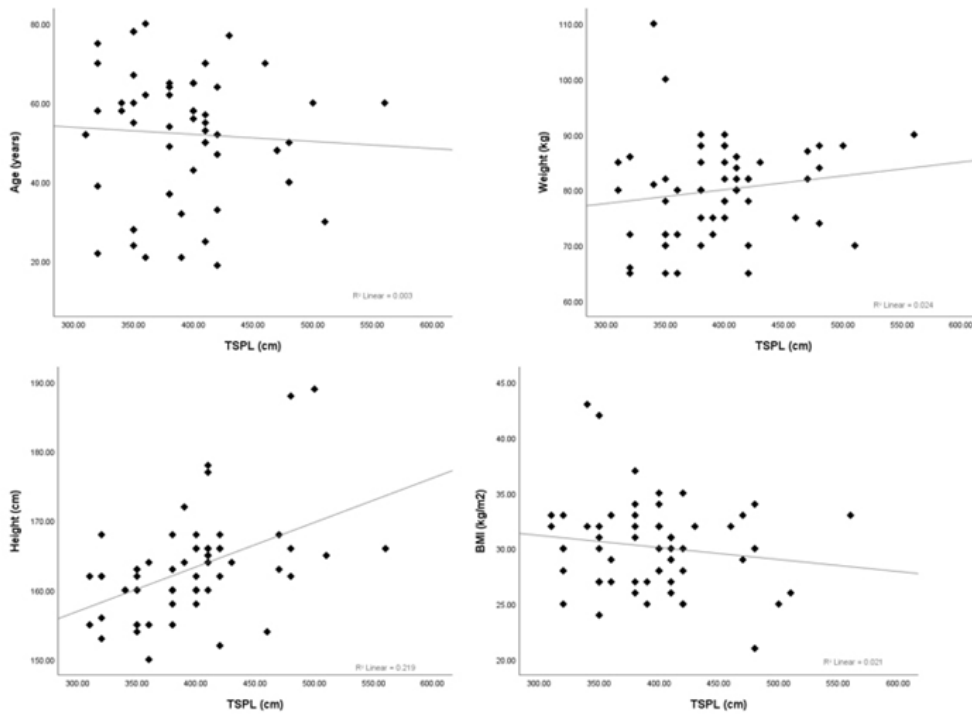 80.00
60.00
40.00
20.00
Age (years)
R² Linear = 0.003
300.00 350.00 400.00 450.00 500.00 550.00 600.00
TSPL (cm)
110.00
100.00
90.00
80.00
70.00
60.00
Weight (kg)
R² Linear = 0.024
300.00 350.00 400.00 450.00 500.00 550.00 600.00
TSPL (cm)
190.00
180.00
170.00
160.00
150.00
Height (cm)
R² Linear = 0.219
300.00 350.00 400.00 450.00 500.00 550.00 600.00
TSPL (cm)
45.00
40.00
35.00
30.00
25.00
20.00
BMI (kg/m2)
R² Linear = 0.021
300.00 350.00 400.00 450.00 500.00 550.00 600.00
TSPL (cm)